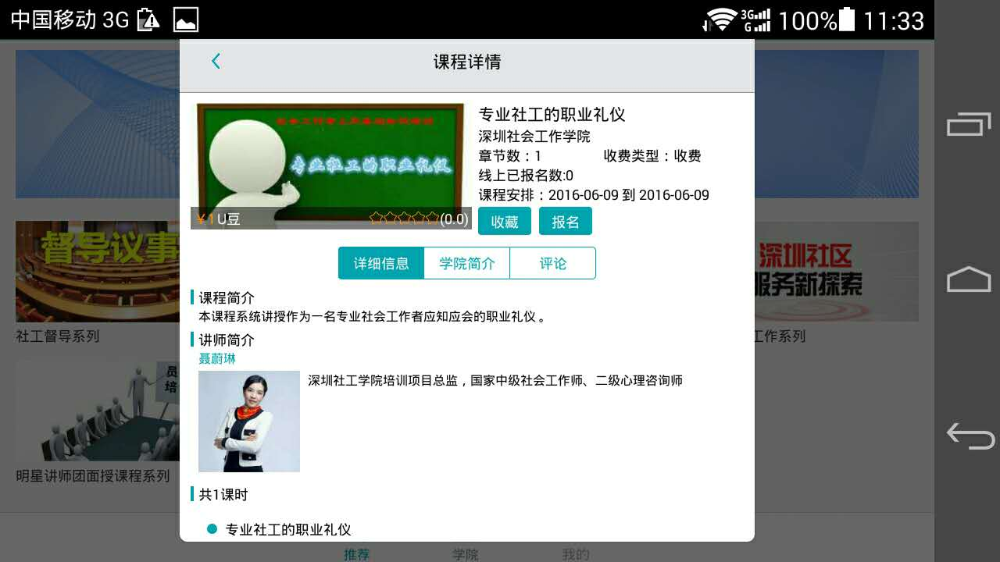 中国移动 3G
3G
G
100%
11:33
课程详情
专业社工的职业礼仪
¥1U豆
(0.0)
专业社工的职业礼仪
深圳社会工作学院
章节数：1 收费类型：收费
线上已报名数:0
课程安排：2016-06-09 到 2016-06-09
收藏 报名
详细信息 学院简介 评论
课程简介
本课程系统讲授作为一名专业社会工作者应知应会的职业礼仪。
讲师简介
聂蔚琳
深圳社工学院培训项目总监，国家中级社会工作师、二级心理咨询师
共1课时
专业社工的职业礼仪
督导议事
社工督导系列
深圳社区
服务新探索
工作系列
员
培
明星讲师团面授课程系列
推荐 学院 我的